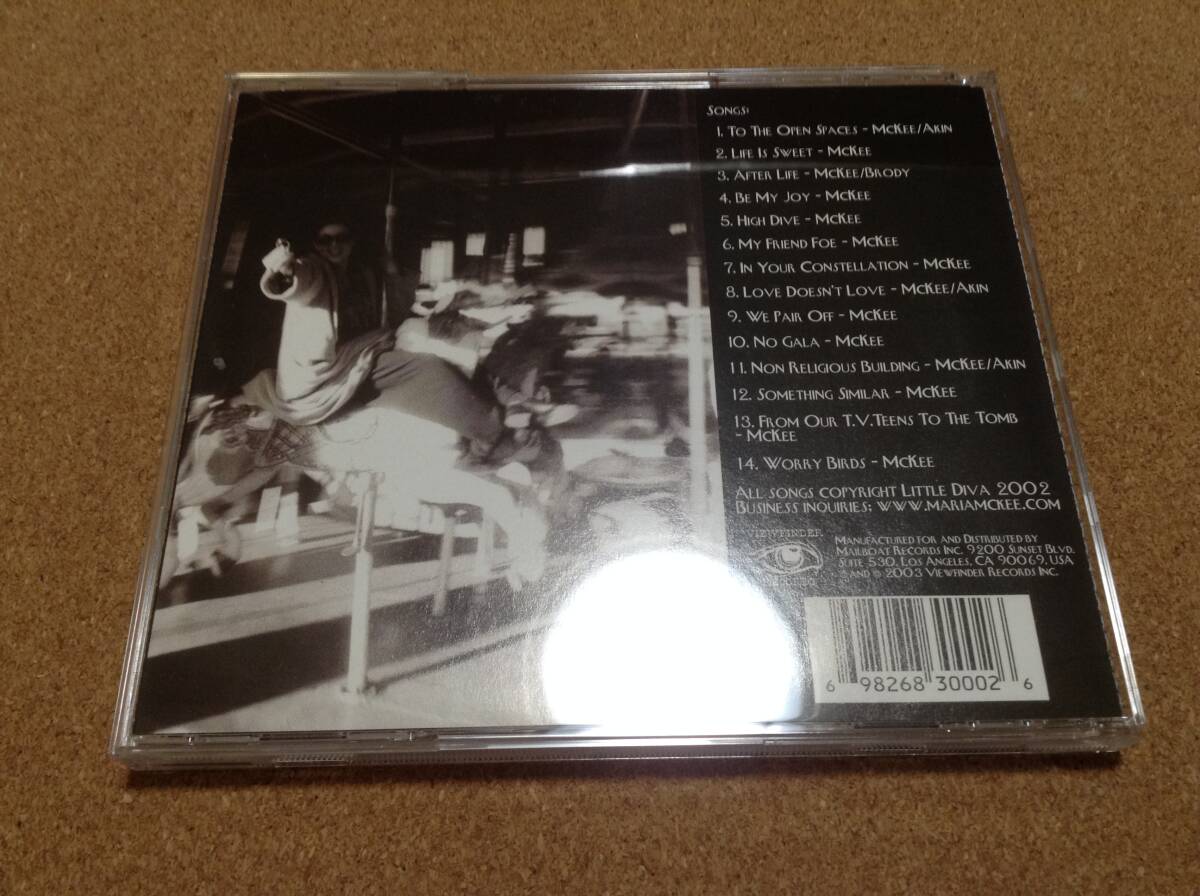 Songs:
1. To The Open Spaces - McKee/Akin
2. Life Is Sweet - McKee
3. After Life - McKee/Brody
4. Be My Joy - McKee
5. High Dive - McKee
6. My Friend Foe - McKee
7. In Your Constellation - McKee
8. Love Doesn't Love - McKee/Akin
9. We Pair Off - McKee
10. No Gala - McKee
11. Non Religious Building - McKee/Akin
12. Something Similar - McKee
13. From Our T.V. Teens To The Tomb
- McKee
14. Worry Birds - McKee
All songs copyright Little Diva 2002
Business inquiries: www.mariamckee.com
VIEWFINDER
Manufactured for and Distributed by
Mailboat Records Inc. 9200 Sunset Blvd.
Suite 530, Los Angeles, CA 90069, USA
℗ and © 2003 Viewfinder Records Inc.
6 98268 30002 6